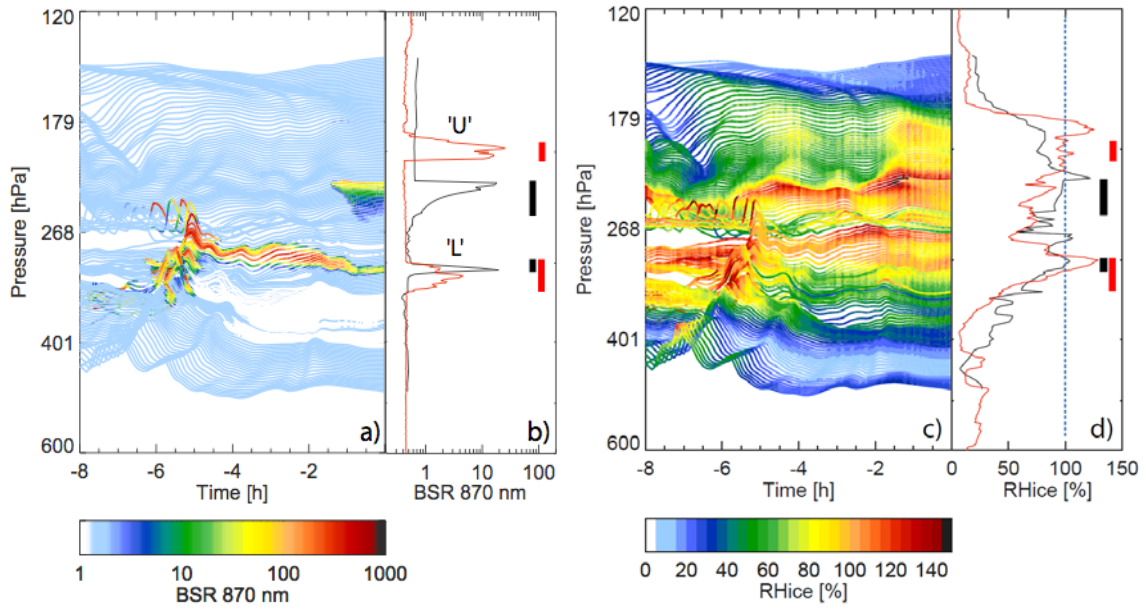 120
179
268
401
600
Pressure [hPa]
-8 -6 -4 -2
Time [h]
a)
'U'
'L'
b)
1 10 100
BSR 870 nm
1 10 100 1000
BSR 870 nm
120
179
268
401
600
Pressure [hPa]
-8 -6 -4 -2 0
Time [h]
c)
d)
50 100 150
RHice [%]
0 20 40 60 80 100 120 140
RHice [%]